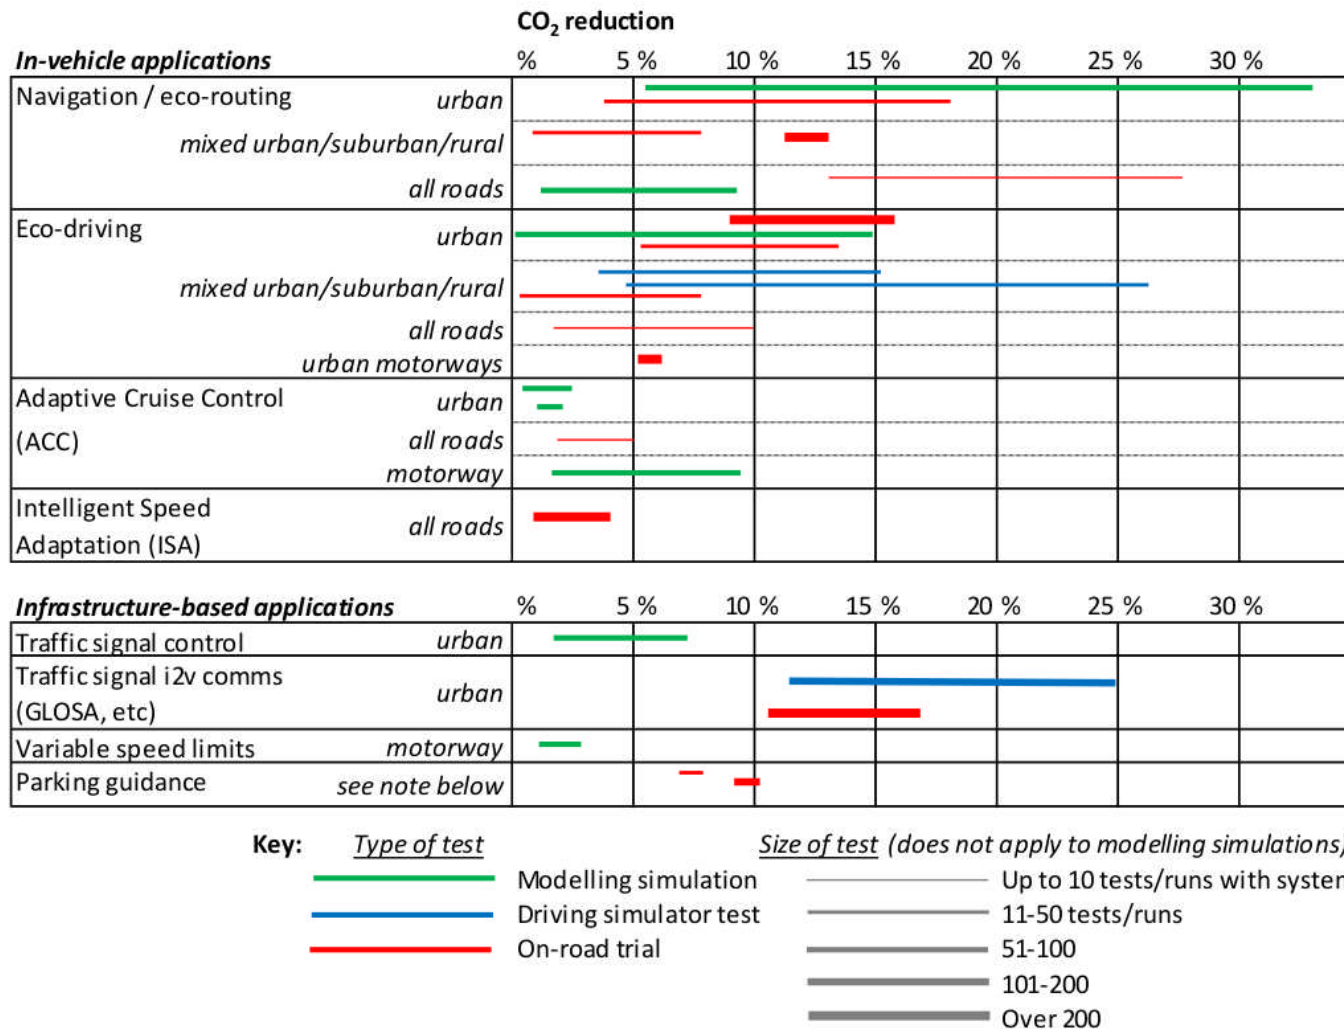 CO₂ reduction
In-vehicle applications % 5 % 10 % 15 % 20 % 25 % 30 %
Navigation / eco-routing urban
mixed urban/suburban/rural
all roads
Eco-driving urban
mixed urban/suburban/rural
all roads
urban motorways
Adaptive Cruise Control urban
(ACC) all roads
motorway
Intelligent Speed
all roads
Adaptation (ISA)
Infrastructure-based applications % 5 % 10 % 15 % 20 % 25 % 30 %
Traffic signal control urban
Traffic signal i2v comms
urban
(GLOSA, etc)
Variable speed limits motorway
Parking guidance see note below
Key: Type of test Size of test (does not apply to modelling simulations)
Modelling simulation Up to 10 tests/runs with system
Driving simulator test 11-50 tests/runs
On-road trial 51-100
101-200
Over 200